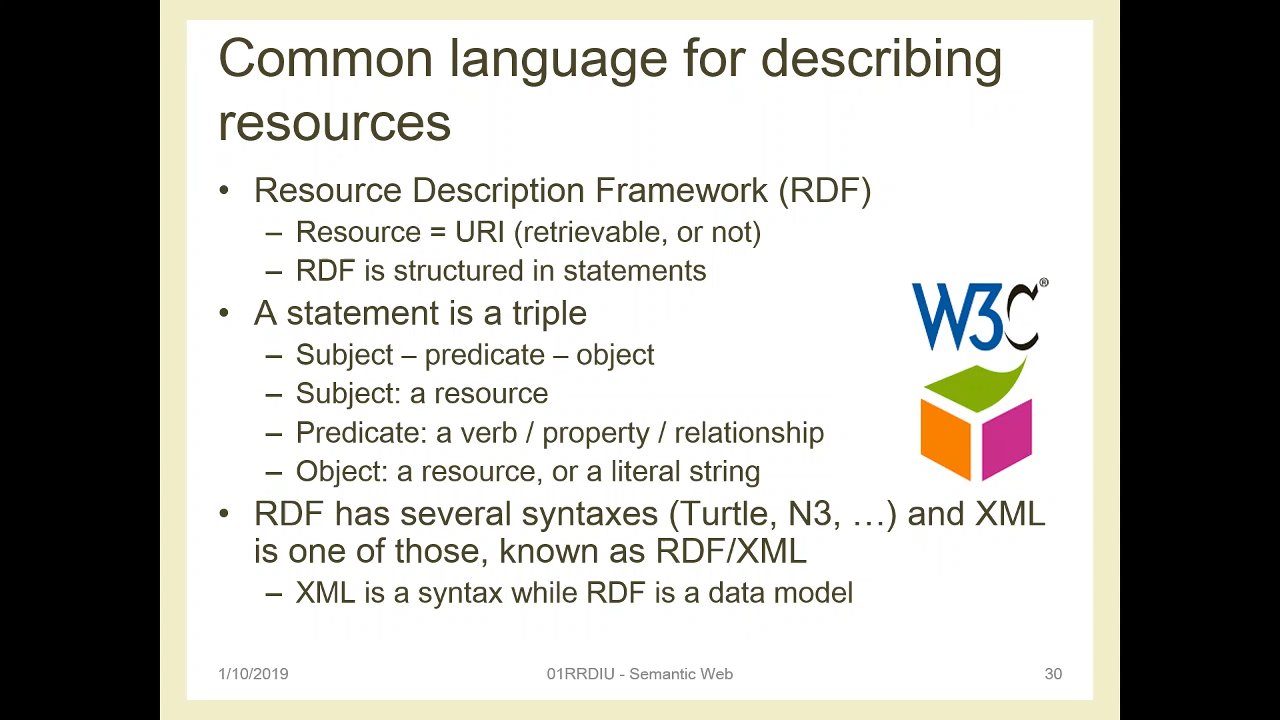 Common language for describing
resources
• Resource Description Framework (RDF)
– Resource = URI (retrievable, or not)
– RDF is structured in statements
• A statement is a triple
– Subject – predicate – object
– Subject: a resource
– Predicate: a verb / property / relationship
– Object: a resource, or a literal string
• RDF has several syntaxes (Turtle, N3, …) and XML
is one of those, known as RDF/XML
– XML is a syntax while RDF is a data model
W3C®
1/10/2019
01RRDIU - Semantic Web
30